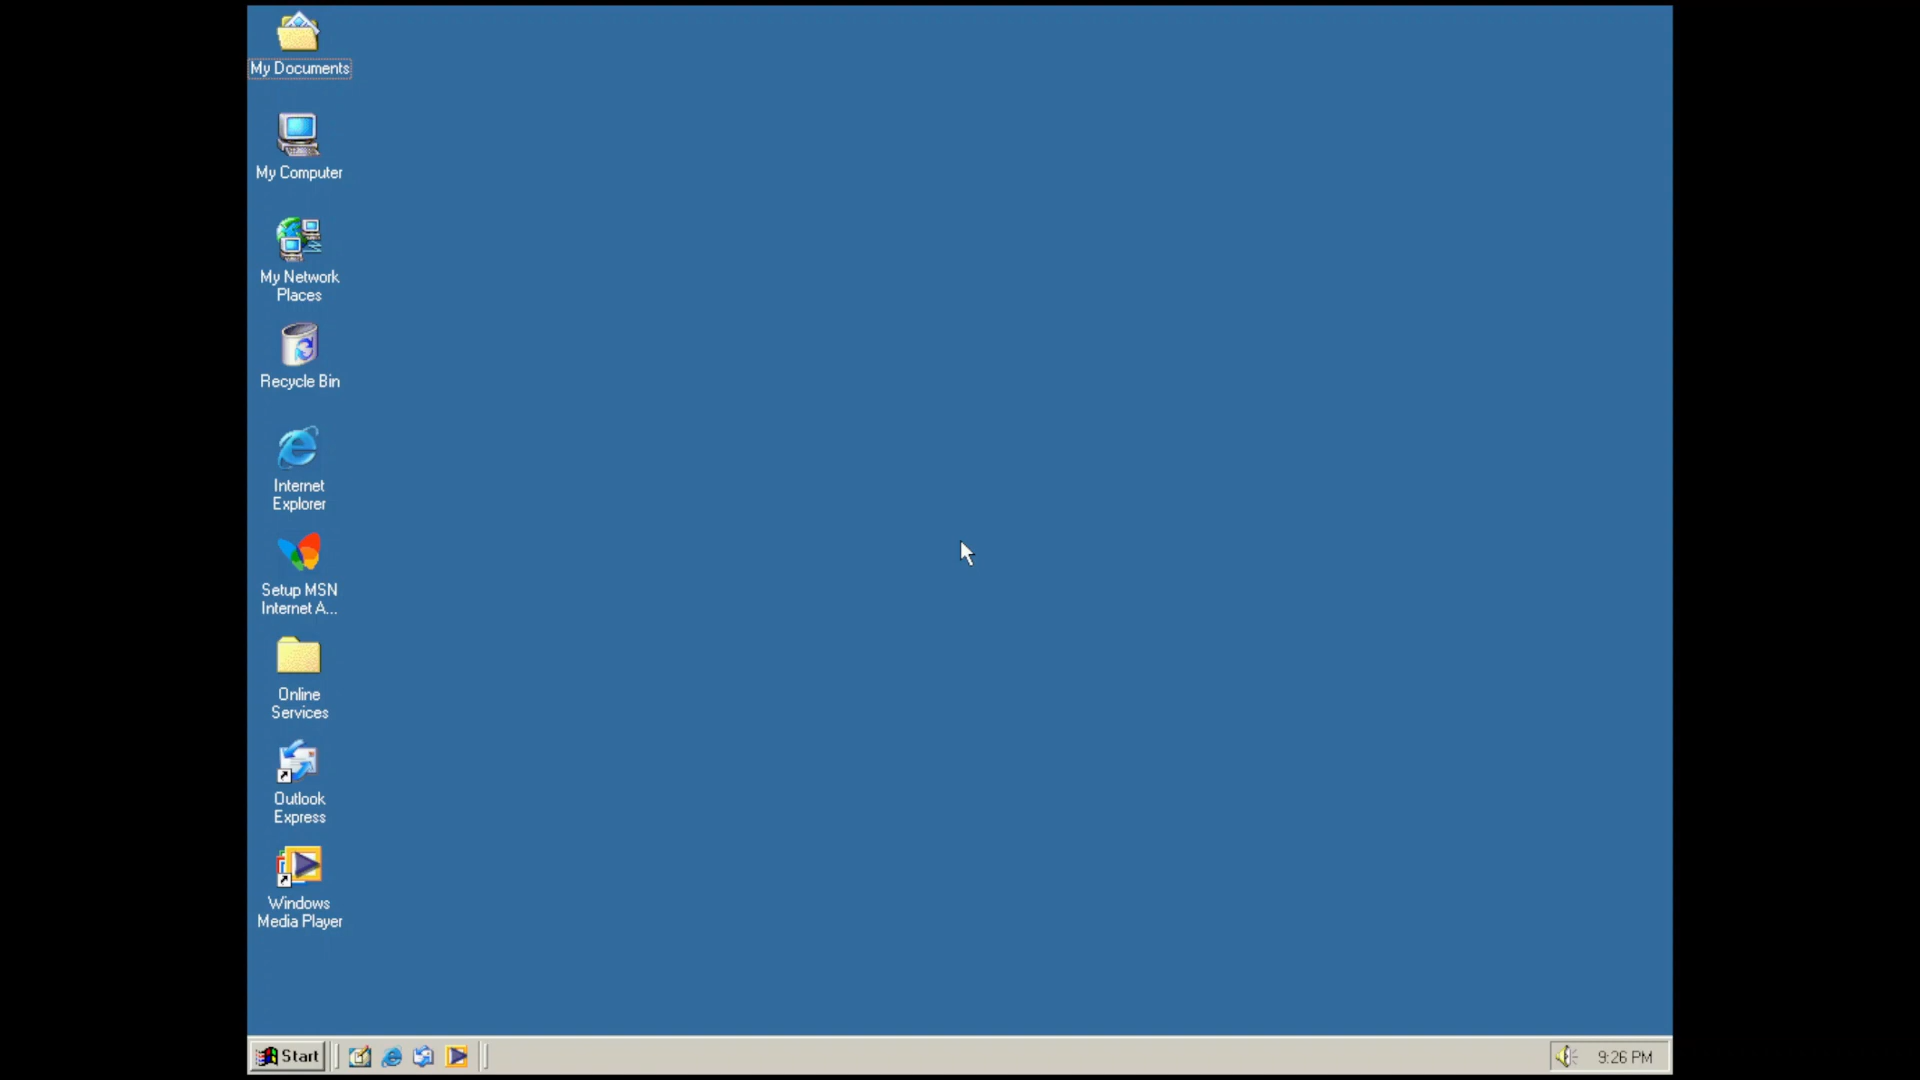 My Documents
My Computer
My Network
Places
Recycle Bin
Internet
Explorer
Setup MSN
Internet A...
Online
Services
Outlook
Express
Windows
Media Player
Start
9:26 PM